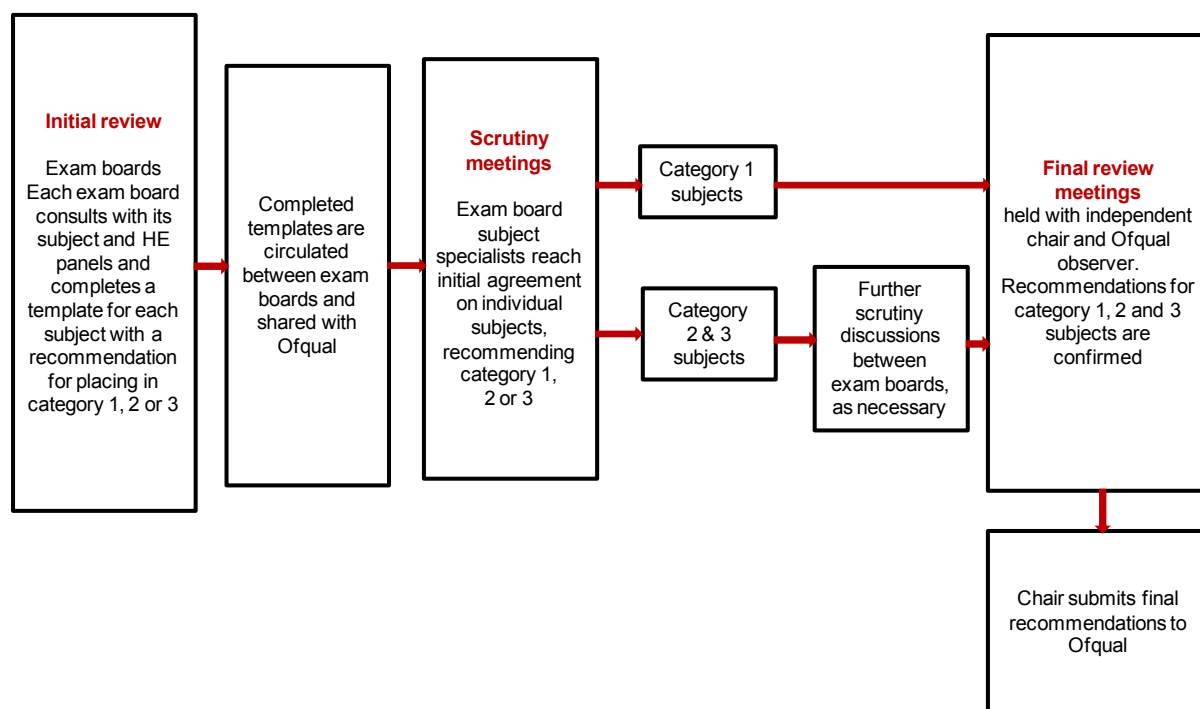 Initial review
Exam boards
Each exam board
consults with its
subject and HE
panels and
completes a
template for each
subject with a
recommendation
for placing in
category 1, 2 or 3
Completed
templates are
circulated
between exam
boards and
shared with
Ofqual
Scrutiny
meetings
Exam board
subject
specialists reach
initial agreement
on individual
subjects,
recommending
category 1,
2 or 3
Category 1
subjects
Category
2 & 3
subjects
Further
scrutiny
discussions
between
exam boards,
as necessary
Final review
meetings
held with independent
chair and Ofqual
observer.
Recommendations for
category 1, 2 and 3
subjects are
confirmed
Chair submits final
recommendations to
Ofqual